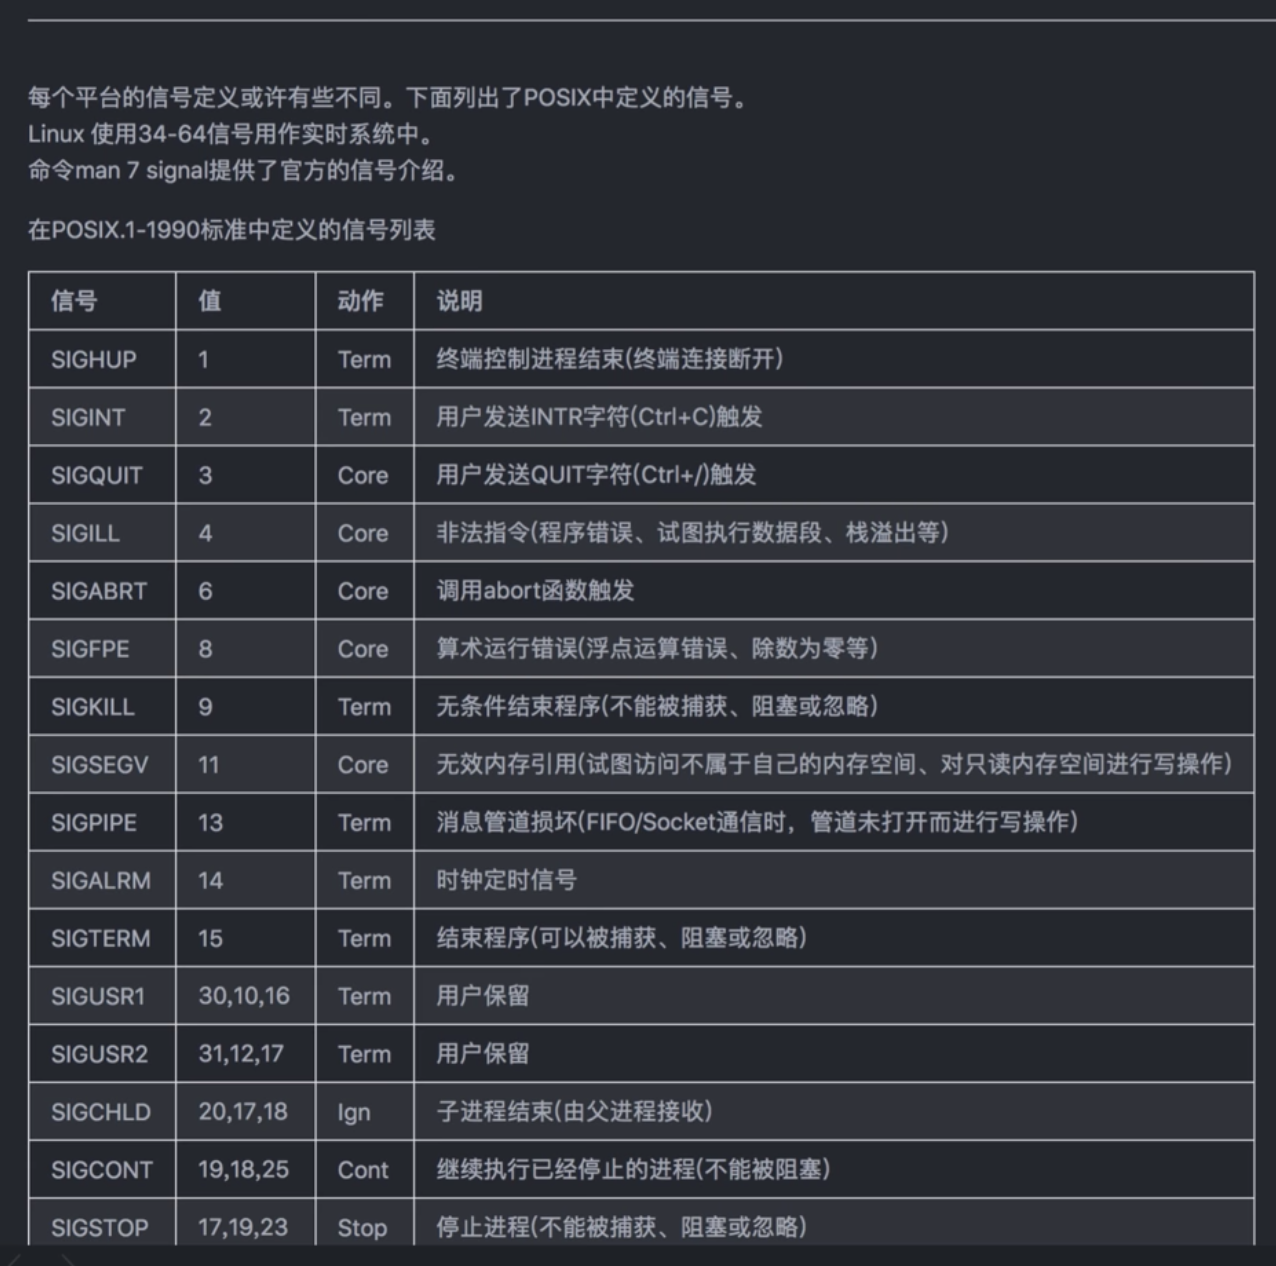 每个平台的信号定义或许有些不同。下面列出了POSIX中定义的信号。
Linux 使用34-64信号用作实时系统中。
命令man 7 signal提供了官方的信号介绍。
在POSIX.1-1990标准中定义的信号列表
信号 值 动作 说明
SIGHUP 1 Term 终端控制进程结束(终端连接断开)
SIGINT 2 Term 用户发送INTR字符(Ctrl+C)触发
SIGQUIT 3 Core 用户发送QUIT字符(Ctrl+/)触发
SIGILL 4 Core 非法指令(程序错误、试图执行数据段、栈溢出等)
SIGABRT 6 Core 调用abort函数触发
SIGFPE 8 Core 算术运行错误(浮点运算错误、除数为零等)
SIGKILL 9 Term 无条件结束程序(不能被捕获、阻塞或忽略)
SIGSEGV 11 Core 无效内存引用(试图访问不属于自己的内存空间、对只读内存空间进行写操作)
SIGPIPE 13 Term 消息管道损坏(FIFO/Socket通信时，管道未打开而进行写操作)
SIGALRM 14 Term 时钟定时信号
SIGTERM 15 Term 结束程序(可以被捕获、阻塞或忽略)
SIGUSR1 30,10,16 Term 用户保留
SIGUSR2 31,12,17 Term 用户保留
SIGCHLD 20,17,18 Ign 子进程结束(由父进程接收)
SIGCONT 19,18,25 Cont 继续执行已经停止的进程(不能被阻塞)
SIGSTOP 17,19,23 Stop 停止进程(不能被捕获、阻塞或忽略)